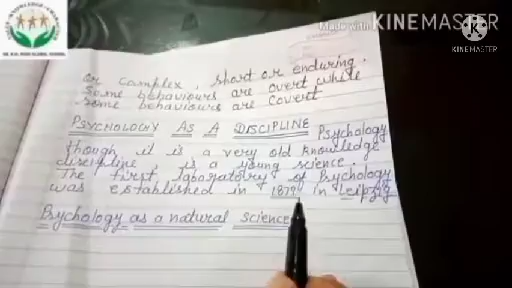 Made with KINEMASTER
KINEMASTER
or complex, short or enduring.
Some behaviours are overt while
some behaviours are covert
PSYCHOLOGY AS A DISCIPLINE Psychology
though it is a very old knowledge
discipline, is a young science.
The first laboratory of Psychology
was established in 1879 in Leipzig
Psychology as a natural science